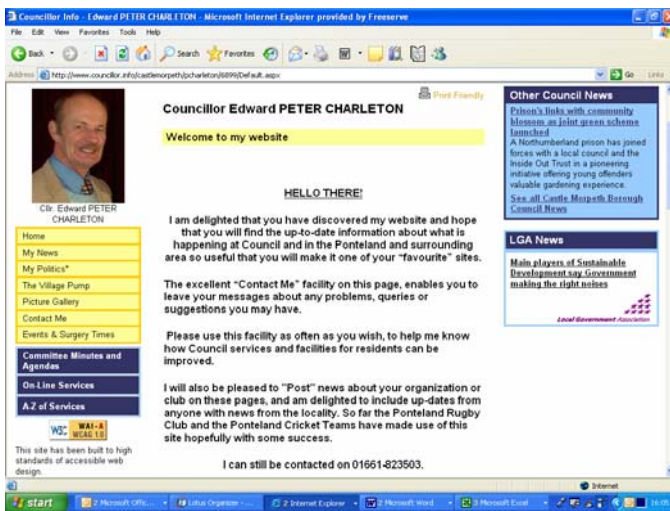 Councillor Info - Edward PETER CHARLETON - Microsoft Internet Explorer provided by Freeserve
File Edit View Favorites Tools Help
Back Search Favorites
Address http://www.councillor.info/castlemorpeth/pcharleton/6899/Default.aspx Go Links
Print Friendly
Councillor Edward PETER CHARLETON
Welcome to my website
HELLO THERE!
I am delighted that you have discovered my website and hope
that you will find the up-to-date information about what is
happening at Council and in the Ponteland and surrounding
area so useful that you will make it one of your "favourite" sites.
The excellent "Contact Me" facility on this page, enables you to
leave your messages about any problems, queries or
suggestions you may have.
Please use this facility as often as you wish, to help me know
how Council services and facilities for residents can be
improved.
I will also be pleased to "Post" news about your organization or
club on these pages, and am delighted to include up-dates from
anyone with news from the locality. So far the Ponteland Rugby
Club and the Ponteland Cricket Teams have made use of this
site hopefully with some success.
I can still be contacted on 01661-823503.
Cllr. Edward PETER
CHARLETON
Home
My News
My Politics*
The Village Pump
Picture Gallery
Contact Me
Events & Surgery Times
Committee Minutes and
Agendas
On-Line Services
A-Z of Services
W3C WAI-A
WCAG 1.0
This site has been built to high
standards of accessible web
design.
Other Council News
Prison's links with community
blossom as joint green scheme
launched
A Northumberland prison has joined
forces with a local council and the
Inside Out Trust in a pioneering
initiative offering young offenders
valuable gardening experience.
See all Castle Morpeth Borough
Council News
LGA News
Main players of Sustainable
Development say Government
making the right noises
Local Government Association
Internet
start 2 Microsoft Offic... Lotus Organizer - ... 2 Internet Explorer 2 Microsoft Word 3 Microsoft Excel 16:05